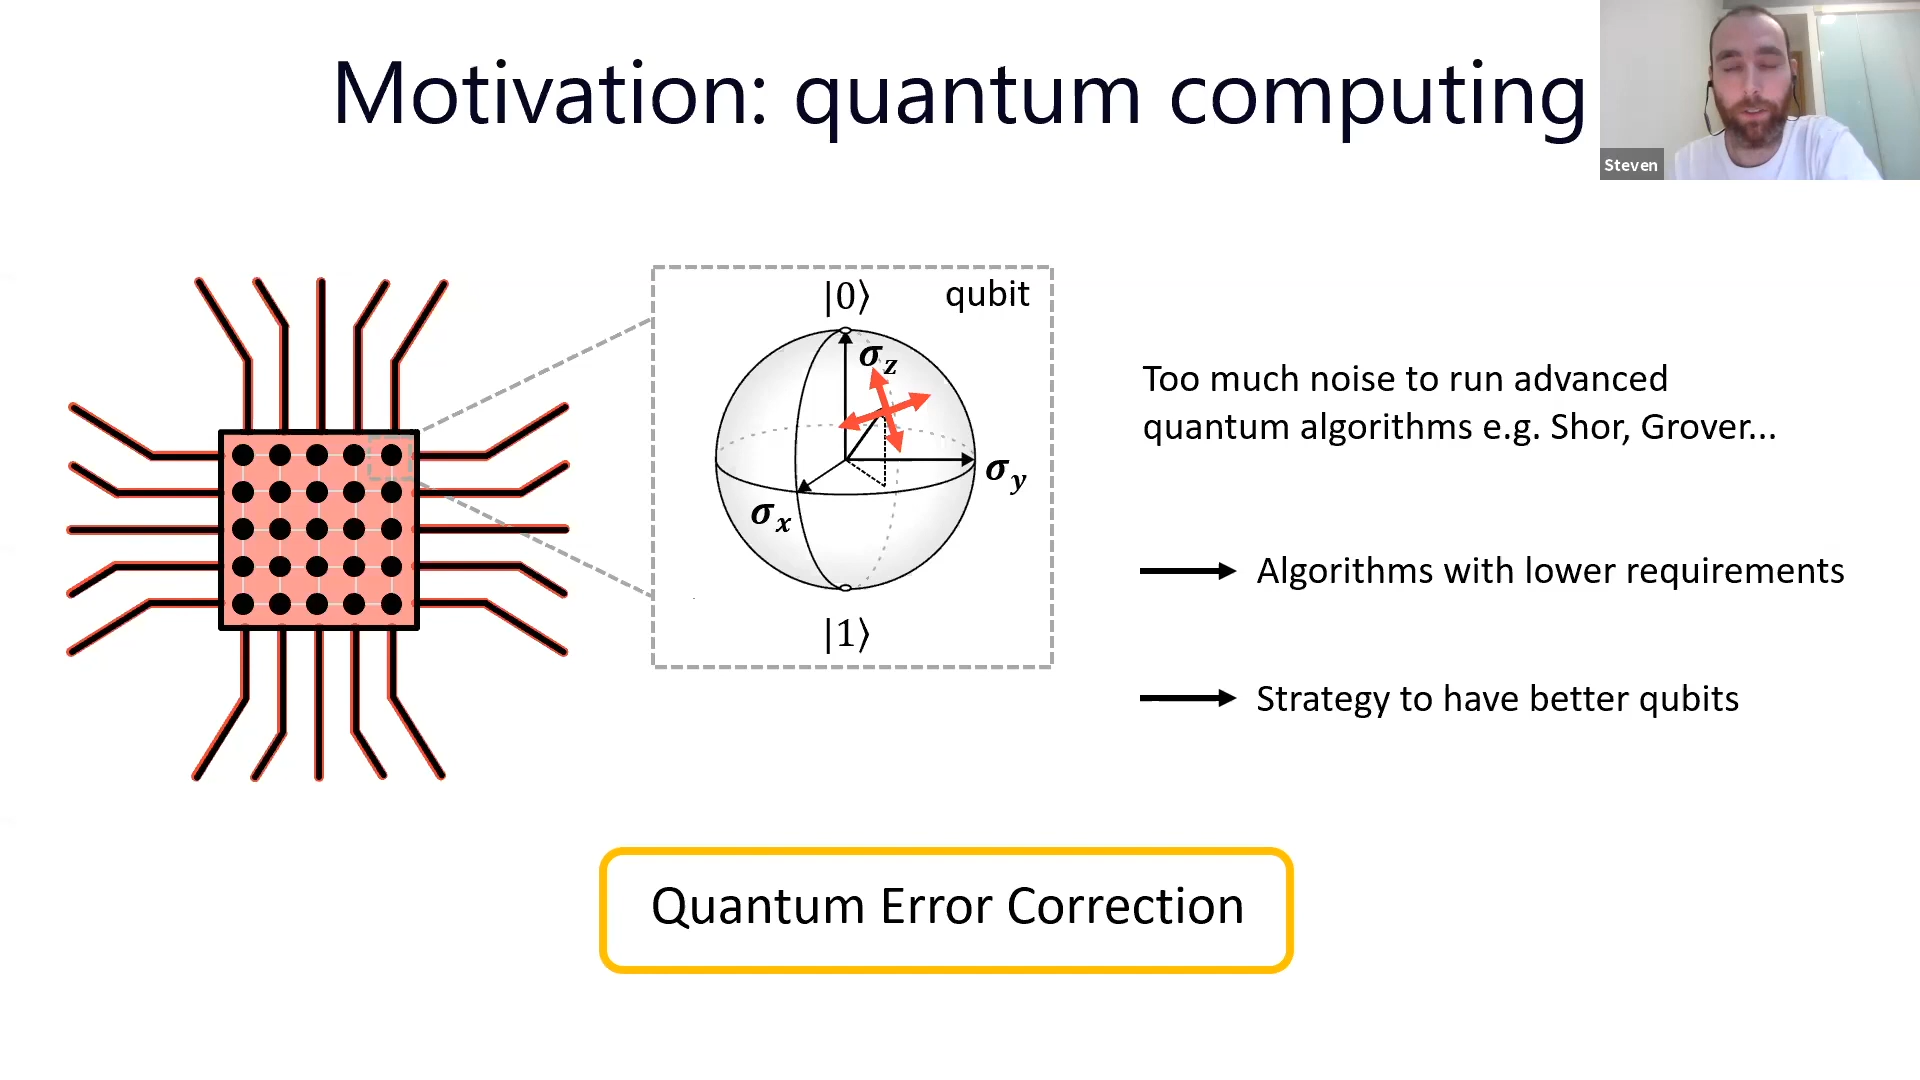 Motivation: quantum computing
Steven
|0⟩
qubit
σz
σy
σx
|1⟩
Too much noise to run advanced
quantum algorithms e.g. Shor, Grover...
Algorithms with lower requirements
Strategy to have better qubits
Quantum Error Correction